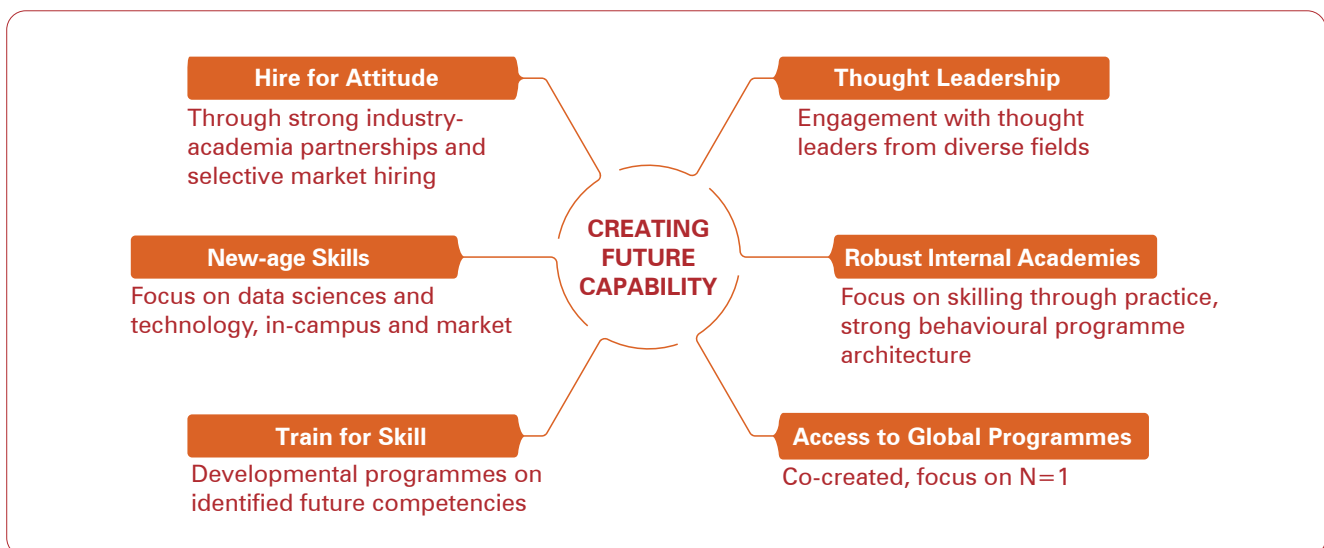 Hire for Attitude
Through strong industry-
academia partnerships and
selective market hiring
New-age Skills
Focus on data sciences and
technology, in-campus and market
Train for Skill
Developmental programmes on
identified future competencies
CREATING
FUTURE
CAPABILITY
Thought Leadership
Engagement with thought
leaders from diverse fields
Robust Internal Academies
Focus on skilling through practice,
strong behavioural programme
architecture
Access to Global Programmes
Co-created, focus on N=1